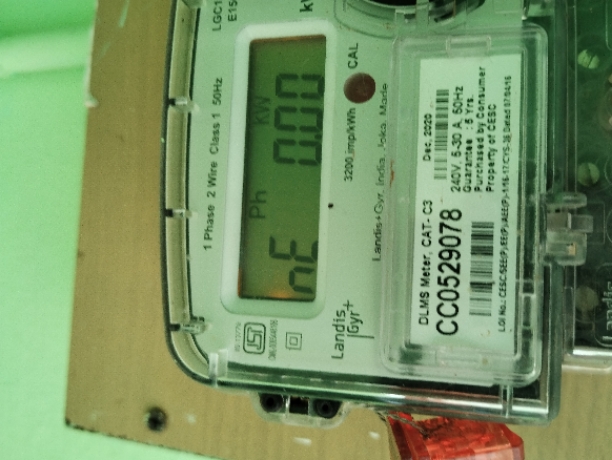 LGC1
E15
k
1 Phase 2 Wire Class 1 50Hz
Ph KW
0.00
CAL
3200 imp/kWh
Landis+Gyr, India, Joka, Made
Landis
Gyr+
DLMS Meter, CAT- C3
Dec, 2020
CC0529078
240V, 5-30 A, 50Hz
Guarantee : 5 Yrs.
Purchased by Consumer
Property of CESC